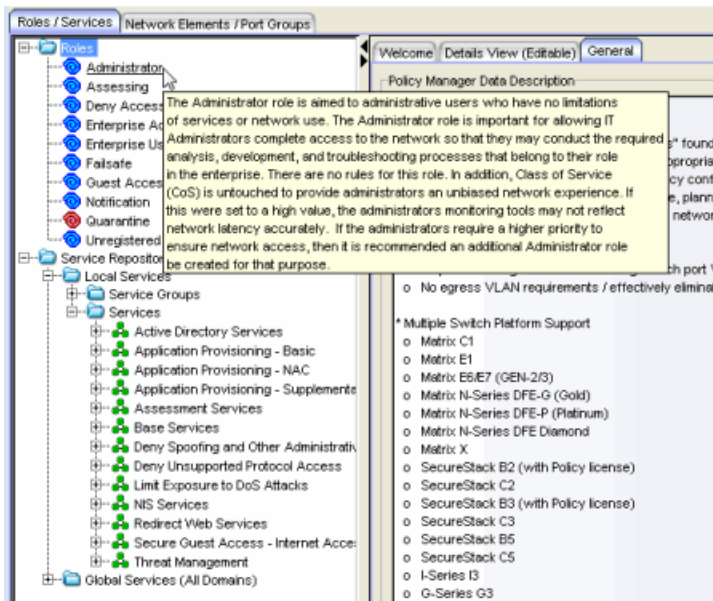 Roles / Services
Network Elements / Port Groups
Roles
Administrator
Assessing
Deny Access
Enterprise
Enterprise
Failsafe
Guest
Notification
Quarantine
Unregistered
Service
Local Services
Service Groups
Services
Active Directory Services
Application Provisioning - Basic
Application Provisioning - NAC
Application Provisioning -
Assessment Services
Base Services
Deny Spoofing and Other
Deny Unsupported Protocol Access
Limit Exposure to DoS Attacks
NIS Services
Redirect Web Services
Secure Guest Access - Internet
Threat Management
Global Services (All Domains)
The Administrator role is aimed to administrative users who have no limitations
of services or network use. The Administrator role is important for allowing IT
Administrators complete access to the network so that they may conduct the required
analysis, development, and troubleshooting processes that belong to their role
in the enterprise. There are no rules for this role. In addition, Class of Service
(CoS) is untouched to provide administrators an unbiased network experience. If
this were set to a high value, the administrators monitoring tools may not reflect
network latency accurately. If the administrators require a higher priority to
ensure network access, then it is recommended an additional Administrator role
be created for that purpose.
Welcome
Details View (Editable)
General
Policy Manager Data Description
o No egress VLAN requirements / effectively
* Multiple Switch Platform Support
o Matrix C1
o Matrix E1
o Matrix E6/E7 (GEN-2/3)
o Matrix N-Series DFE-G (Gold)
o Matrix N-Series DFE-P (Platinum)
o Matrix N-Series DFE Diamond
o Matrix X
o SecureStack B2 (with Policy license)
o SecureStack C2
o SecureStack B3 (with Policy license)
o SecureStack C3
o SecureStack B5
o SecureStack C5
o I-Series I3
o G-Series G3